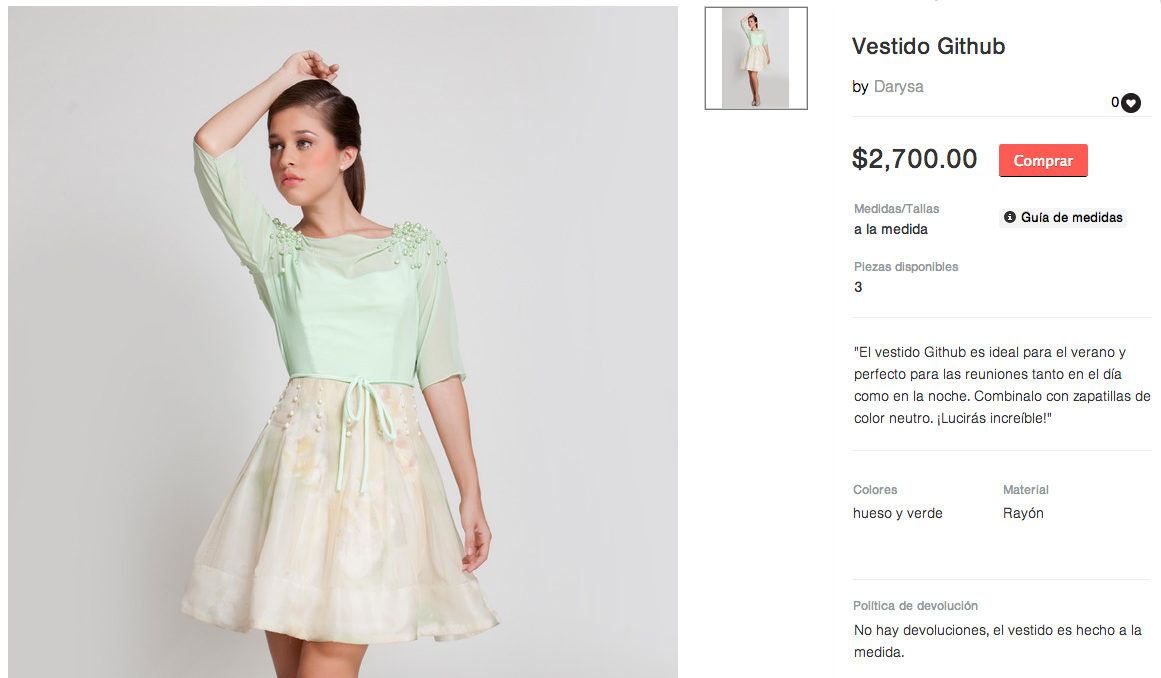 Vestido Github
by Darysa
0
$2,700.00
Comprar
Medidas/Tallas
a la medida
Guía de medidas
Piezas disponibles
3
"El vestido Github es ideal para el verano y
perfecto para las reuniones tanto en el día
como en la noche. Combinalo con zapatillas de
color neutro. ¡Lucirás increíble!"
Colores
hueso y verde
Material
Rayón
Política de devolución
No hay devoluciones, el vestido es hecho a la
medida.